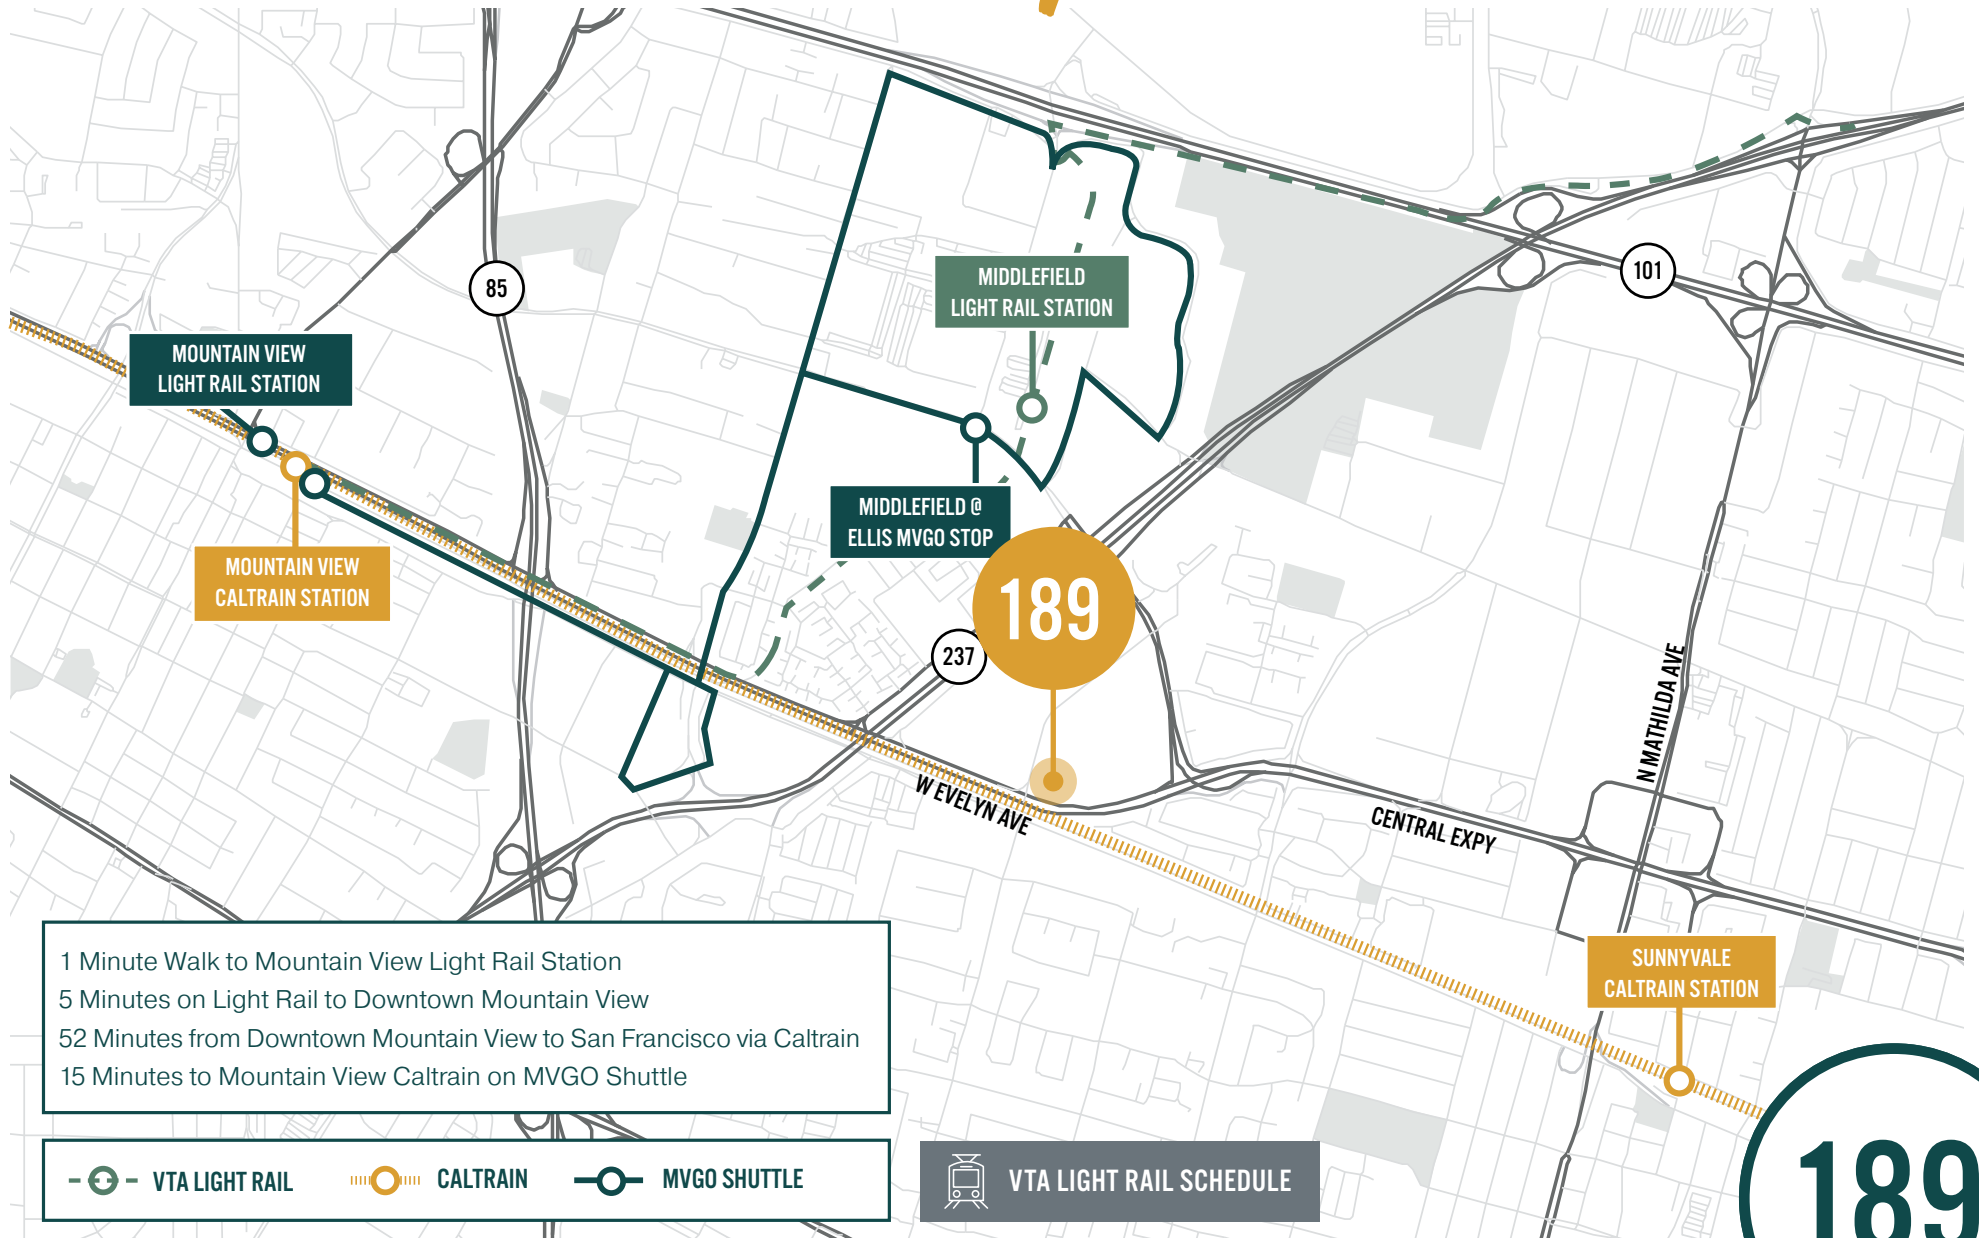 101
MIDDLEFIELD
LIGHT RAIL STATION
85
MOUNTAIN VIEW
LIGHT RAIL STATION
MIDDLEFIELD @
ELLIS MVGO STOP
MOUNTAIN VIEW
CALTRAIN STATION
189
237
N MATHILDA AVE
W EVELYN AVE
CENTRAL EXPY
SUNNYVALE
CALTRAIN STATION
1 Minute Walk to Mountain View Light Rail Station
5 Minutes on Light Rail to Downtown Mountain View
52 Minutes from Downtown Mountain View to San Francisco via Caltrain
15 Minutes to Mountain View Caltrain on MVGO Shuttle
VTA LIGHT RAIL
CALTRAIN
MVGO SHUTTLE
VTA LIGHT RAIL SCHEDULE
189